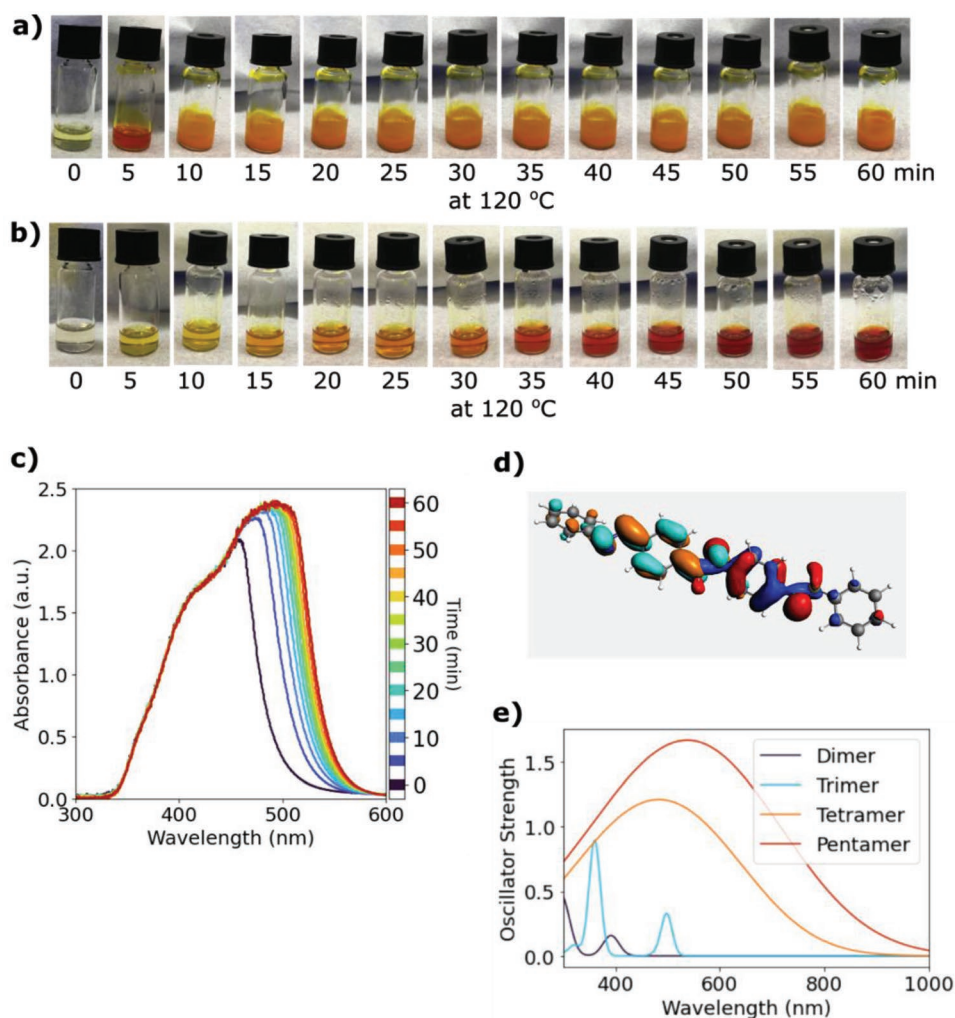 a)
0 5 10 15 20 25 30 35 40 45 50 55 60 min
at 120 °C
b)
0 5 10 15 20 25 30 35 40 45 50 55 60 min
at 120 °C
c)
2.5
2.0
1.5
1.0
0.5
0.0
Absorbance (a.u.)
300 400 500 600
Wavelength (nm)
60
50
40
30
20
10
0
Time (min)
d)
e)
1.5
1.0
0.5
0.0
Oscillator Strength
Dimer
Trimer
Tetramer
Pentamer
400 600 800 1000
Wavelength (nm)